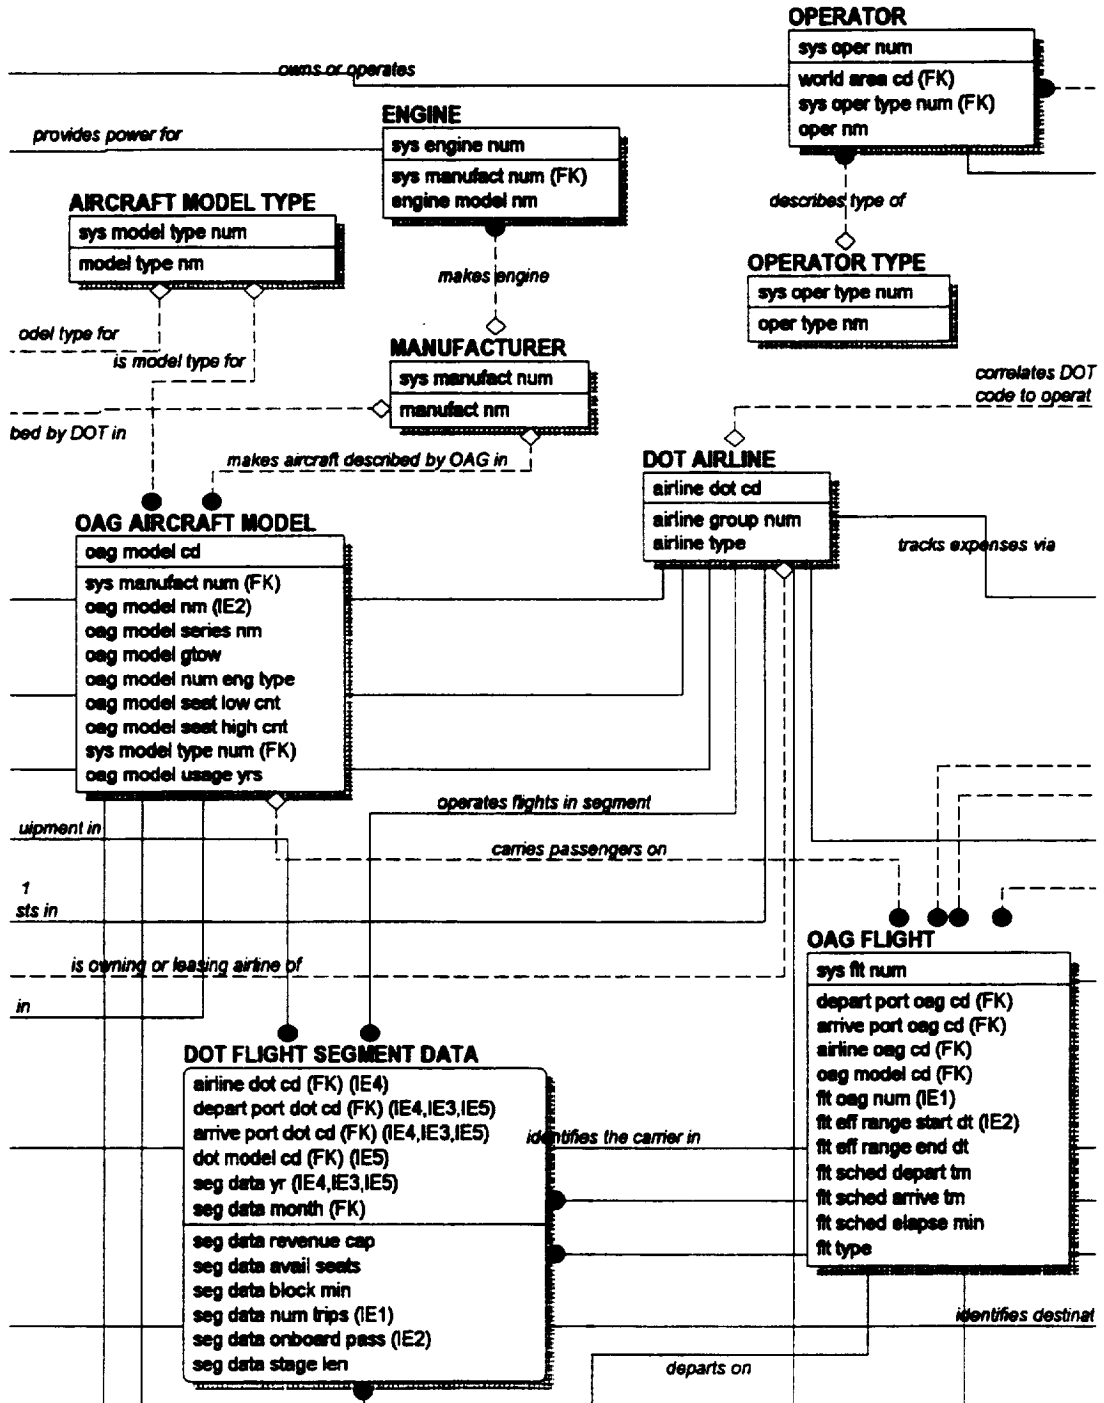 OPERATOR
sys oper num
world area cd (FK)
sys oper type num (FK)
oper nm
owns or operates
ENGINE
sys engine num
sys manufact num (FK)
engine model nm
provides power for
describes type of
AIRCRAFT MODEL TYPE
sys model type num
model type nm
makes engine
OPERATOR TYPE
sys oper type num
oper type nm
odel type for
is model type for
MANUFACTURER
sys manufact num
manufact nm
correlates DOT
code to operat
bed by DOT in
makes aircraft described by OAG in
DOT AIRLINE
airline dot cd
airline group num
airline type
tracks expenses via
OAG AIRCRAFT MODEL
oag model cd
sys manufact num (FK)
oag model nm (IE2)
oag model series nm
oag model gtow
oag model num eng type
oag model seat low cnt
oag model seat high cnt
sys model type num (FK)
oag model usage yrs
operates flights in segment
uipment in
carries passengers on
1
sts in
OAG FLIGHT
sys flt num
depart port oag cd (FK)
arrive port oag cd (FK)
airline oag cd (FK)
oag model cd (FK)
flt oag num (IE1)
flt eff range start dt (IE2)
flt eff range end dt
flt sched depart tm
flt sched arrive tm
flt sched elapse min
flt type
is owning or leasing airline of
in
DOT FLIGHT SEGMENT DATA
airline dot cd (FK) (IE4)
depart port dot cd (FK) (IE4,IE3,IE5)
arrive port dot cd (FK) (IE4,IE3,IE5)
dot model cd (FK) (IE5)
seg data yr (IE4,IE3,IE5)
seg data month (FK)
seg data revenue cap
seg data avail seats
seg data block min
seg data num trips (IE1)
seg data onboard pass (IE2)
seg data stage len
identifies the carrier in
identifies destinat
departs on